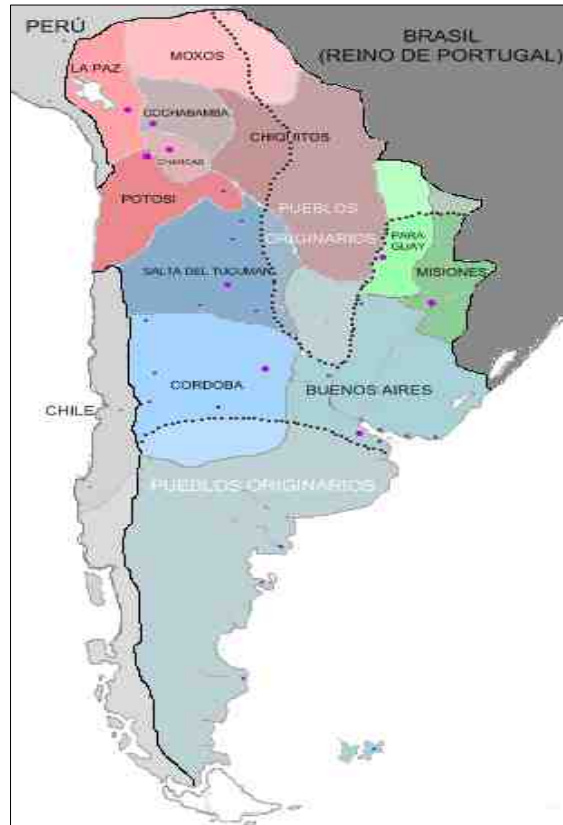 PERÚ
BRASIL
(REINO DE PORTUGAL)
MOXOS
LA PAZ
COCHABAMBA
CHIQUITOS
CHARCAS
POTOSI
PUEBLOS
ORIGINARIOS
PARA
GUAY
MISIONES
SALTA DEL TUCUMAN
CORDOBA
BUENOS AIRES
CHILE
PUEBLOS ORIGINARIOS